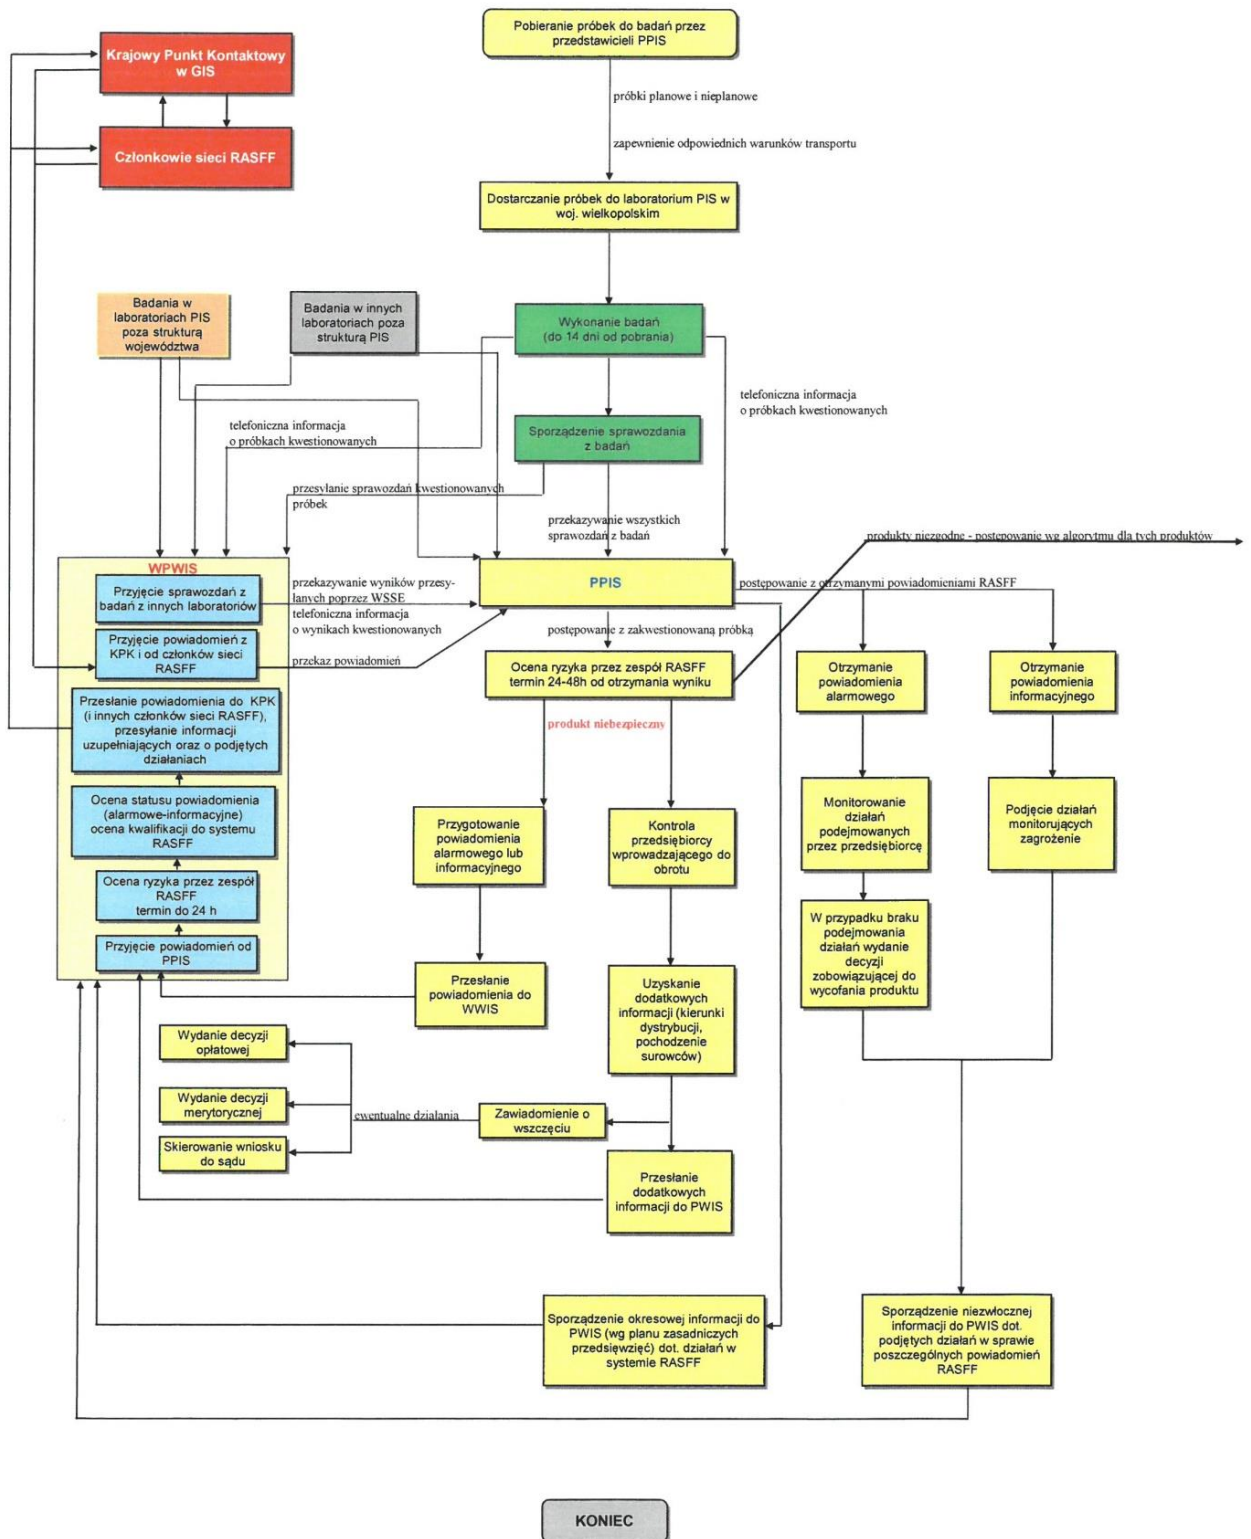 Pobieranie próbek do badań przez
przedstawicieli PPIS
Krajowy Punkt Kontaktowy
w GIS
Członkowie sieci RASFF
próbki planowe i nieplanowe
zapewnienie odpowiednich warunków transportu
Dostarczanie próbek do laboratorium PIS w
woj. wielkopolskim
Badania w
laboratoriach PIS
poza strukturą
województwa
Badania w innych
laboratoriach poza
strukturą PIS
Wykonanie badań
(do 14 dni od pobrania)
telefoniczna informacja
o próbkach kwestionowanych
telefoniczna informacja
o próbkach kwestionowanych
Sporządzenie sprawozdania
z badań
przesyłanie sprawozdań kwestionowanych
próbek
przekazywanie wszystkich
sprawozdań z badań
produkty niezgodne - postępowanie wg algorytmu dla tych produktów
WPWIS
Przyjęcie sprawozdań z
badań z innych laboratoriów
przekazywanie wyników przesy-
lanych poprzez WSSE
telefoniczna informacja
o wynikach kwestionowanych
PPIS
postępowanie z otrzymanymi powiadomieniami RASFF
Przyjęcie powiadomień z
KPK i od członków sieci
RASFF
przekaz powiadomień
postępowanie z zakwestionowaną próbką
Ocena ryzyka przez zespół RASFF
termin 24-48h od otrzymania wyniku
Otrzymanie
powiadomienia
alarmowego
Otrzymanie
powiadomienia
informacyjnego
Przesłanie powiadomienia do KPK
(i innych członków sieci RASFF),
przesyłanie informacji
uzupełniających oraz o podjętych
działaniach
produkt niebezpieczny
Ocena statusu powiadomienia
(alarmowe-informacyjne)
ocena kwalifikacji do systemu
RASFF
Przygotowanie
powiadomienia
alarmowego lub
informacyjnego
Kontrola
przedsiębiorcy
wprowadzającego do
obrotu
Monitorowanie
działań
podejmowanych
przez przedsiębiorcę
Podjęcie działań
monitorujących
zagrożenie
Ocena ryzyka przez zespół
RASFF
termin do 24 h
Przyjęcie powiadomień od
PPIS
W przypadku braku
podejmowania
działań wydanie
decyzji
zobowiązującej do
wycofania produktu
Przesłanie
powiadomienia do
WWIS
Uzyskanie
dodatkowych
informacji (kierunki
dystrybucji,
pochodzenie
surowców)
Wydanie decyzji
opłatowej
Wydanie decyzji
merytorycznej
Skierowanie wniosku
do sądu
ewentualne działania
Zawiadomienie o
wszczęciu
Przesłanie
dodatkowych
informacji do PWIS
Sporządzenie okresowej informacji do
PWIS (wg planu zasadniczych
przedsięwzięć) dot. działań w
systemie RASFF
Sporządzenie niezwłocznej
informacji do PWIS dot.
podjętych działań w sprawie
poszczególnych powiadomień
RASFF
KONIEC